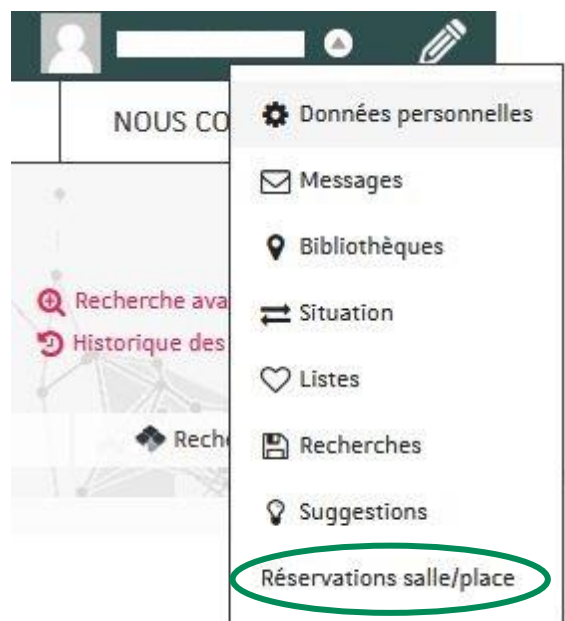 NOUS CO
Données personnelles
Messages
Bibliothèques
Recherche ava
Situation
Historique des
Listes
Reche
Recherches
Suggestions
Réservations salle/place